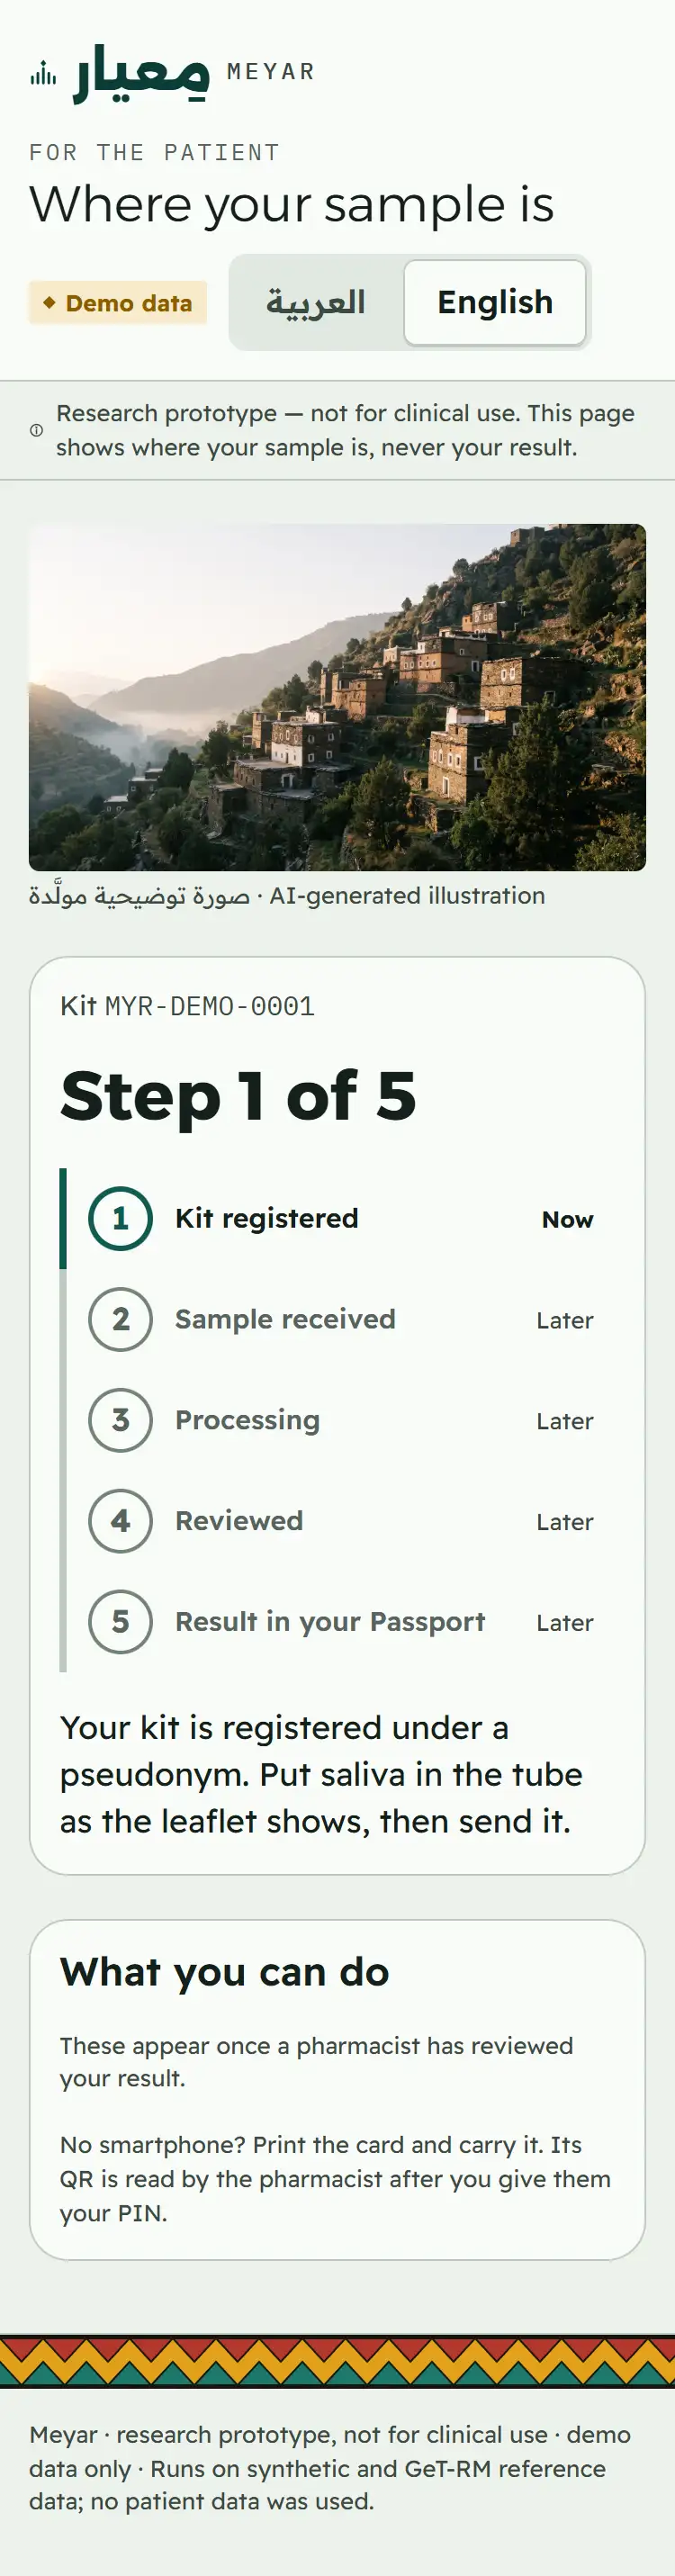 مِعيار MEYAR
FOR THE PATIENT
Where your sample is
Demo data
العربية
English
Research prototype — not for clinical use. This page
shows where your sample is, never your result.
صورة توضيحية مولَّدة · AI-generated illustration
Kit MYR-DEMO-0001
Step 1 of 5
1 Kit registered Now
2 Sample received Later
3 Processing Later
4 Reviewed Later
5 Result in your Passport Later
Your kit is registered under a
pseudonym. Put saliva in the tube
as the leaflet shows, then send it.
What you can do
These appear once a pharmacist has reviewed
your result.
No smartphone? Print the card and carry it. Its
QR is read by the pharmacist after you give them
your PIN.
Meyar · research prototype, not for clinical use · demo
data only · Runs on synthetic and GeT-RM reference
data; no patient data was used.